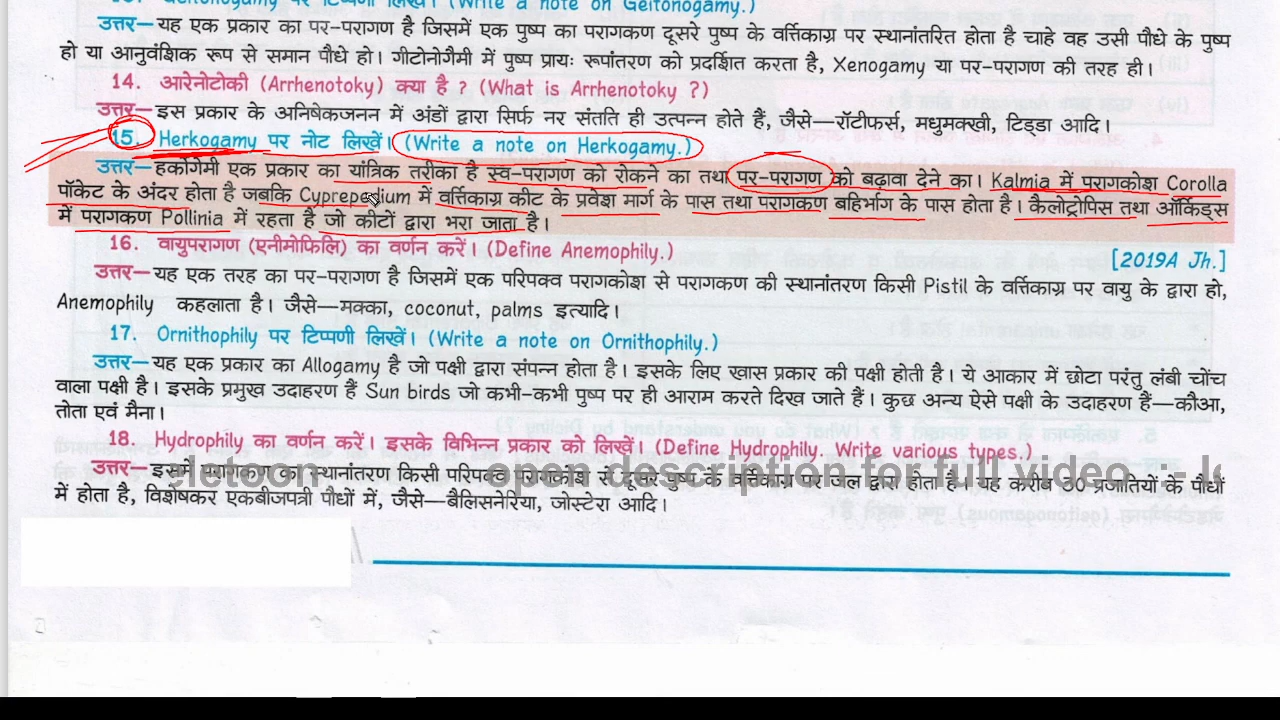 पर टिप्पणी लिखें। (Write a note on Geitonogamy.)
उत्तर—यह एक प्रकार का पर-परागण है जिसमें एक पुष्प का परागकण दूसरे पुष्प के वर्त्तिकाग्र पर स्थानांतरित होता है चाहे वह उसी पौधे के पुष्प
हो या आनुवंशिक रूप से समान पौधे हो। गीटोनोगैमी में पुष्प प्रायः रूपांतरण को प्रदर्शित करता है, Xenogamy या पर-परागण की तरह ही।
14. आरेनोटोकी (Arrhenotoky) क्या है ? (What is Arrhenotoky ?)
उत्तर—इस प्रकार के अनिषेकजनन में अंडों द्वारा सिर्फ नर संतति ही उत्पन्न होते हैं, जैसे—रॉटीफर्स, मधुमक्खी, टिड्डा आदि।
15. Herkogamy पर नोट लिखें। (Write a note on Herkogamy.)
उत्तर—हर्कोगेमी एक प्रकार का यांत्रिक तरीका है स्व-परागण को रोकने का तथा पर-परागण को बढ़ावा देने का। Kalmia में परागकोश Corolla
पॉकेट के अंदर होता है जबकि Cyprepedium में वर्त्तिकाग्र कीट के प्रवेश मार्ग के पास तथा परागकण बहिर्भाग के पास होता है। कैलोट्रोपिस तथा ऑर्किड्स
में परागकण Pollinia में रहता है जो कीटों द्वारा भरा जाता है।
16. वायुपरागण (एनीमोफिलि) का वर्णन करें। (Define Anemophily.)
[2019A Jh.]
उत्तर—यह एक तरह का पर-परागण है जिसमें एक परिपक्व परागकोश से परागकण की स्थानांतरण किसी Pistil के वर्त्तिकाग्र पर वायु के द्वारा हो,
Anemophily कहलाता है। जैसे—मक्का, coconut, palms इत्यादि।
17. Ornithophily पर टिप्पणी लिखें। (Write a note on Ornithophily.)
उत्तर—यह एक प्रकार का Allogamy है जो पक्षी द्वारा संपन्न होता है। इसके लिए खास प्रकार की पक्षी होती है। ये आकार में छोटा परंतु लंबी चोंच
वाला पक्षी है। इसके प्रमुख उदाहरण हैं Sun birds जो कभी-कभी पुष्प पर ही आराम करते दिख जाते हैं। कुछ अन्य ऐसे पक्षी के उदाहरण हैं—कौआ,
तोता एवं मैना।
18. Hydrophily का वर्णन करें। इसके विभिन्न प्रकार को लिखें। (Define Hydrophily. Write various types.)
उत्तर—इसमें परागकण का स्थानांतरण किसी परिपक्व परागकोश से दूसरे पुष्प के वर्त्तिकाग्र पर जल द्वारा होता है। यह करीब 30 प्रजातियों के पौधों
eletcon open description for full video
में होता है, विशेषकर एकबीजपत्री पौधों में, जैसे—बैलिसनेरिया, जोस्टेरा आदि।